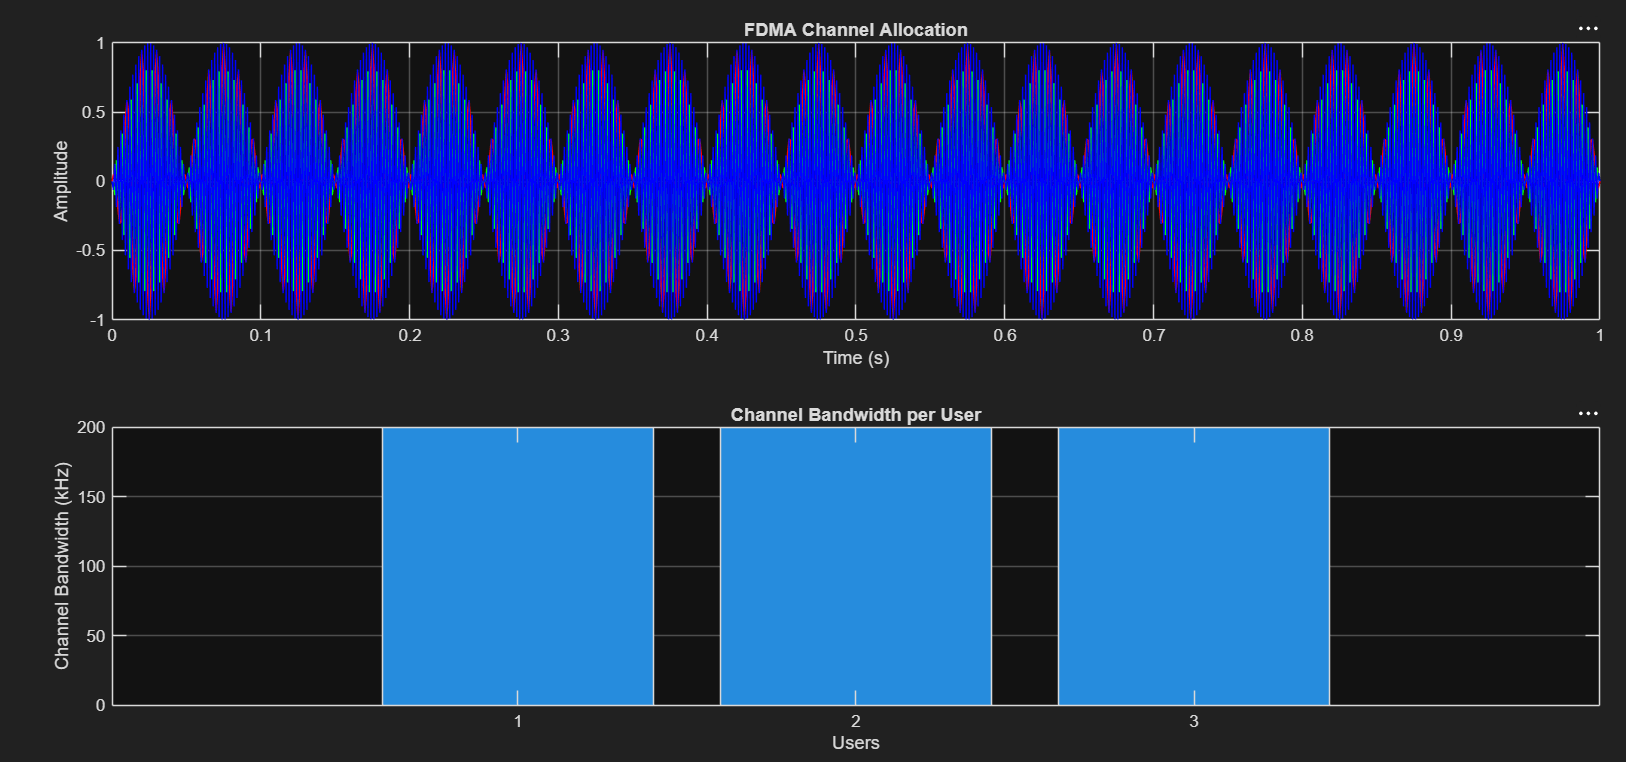 FDMA Channel Allocation
1
0.5
0
-0.5
-1
Amplitude
0 0.1 0.2 0.3 0.4 0.5 0.6 0.7 0.8 0.9 1
Time (s)
Channel Bandwidth per User
200
150
100
50
0
Channel Bandwidth (kHz)
1 2 3
Users